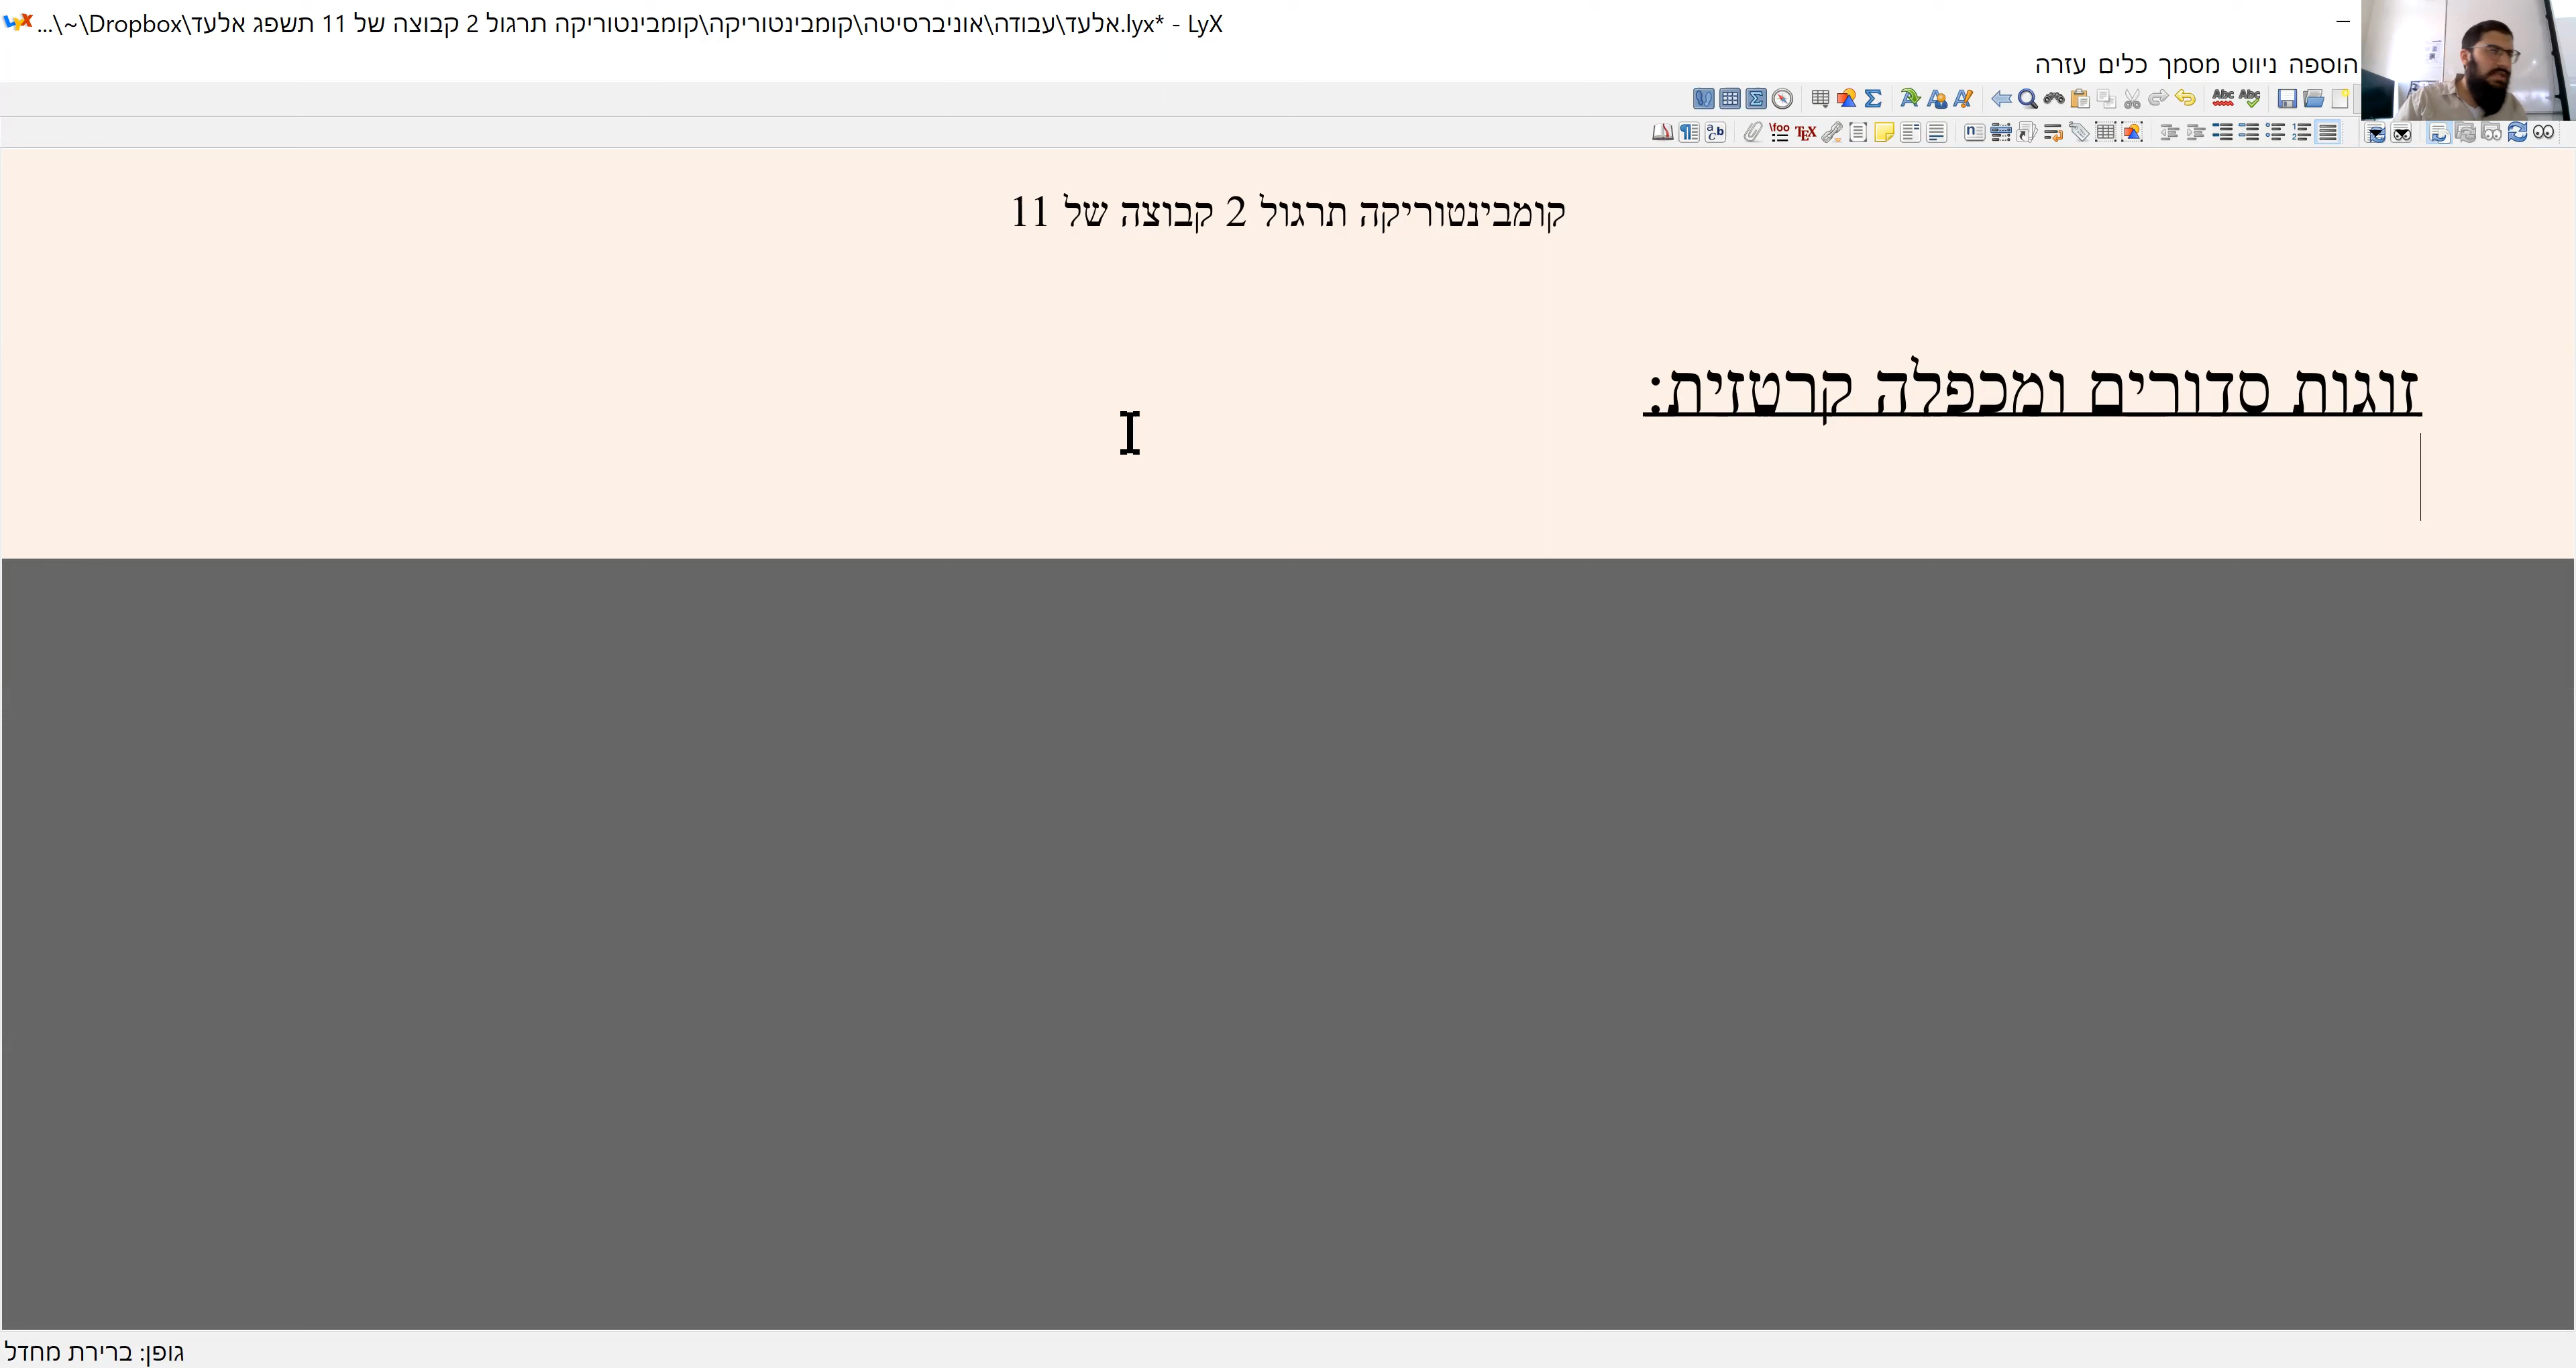 ...\~\Dropbox\אלעד\עבודה\אוניברסיטה\קומבינטוריקה\קומבינטוריקה תרגול 2 קבוצה של 11 תשפג אלעד.lyx* - LyX
הוספה ניווט מסמך כלים עזרה
קומבינטוריקה תרגול 2 קבוצה של 11
זוגות סדורים ומכפלה קרטזית:
גופן: ברירת מחדל